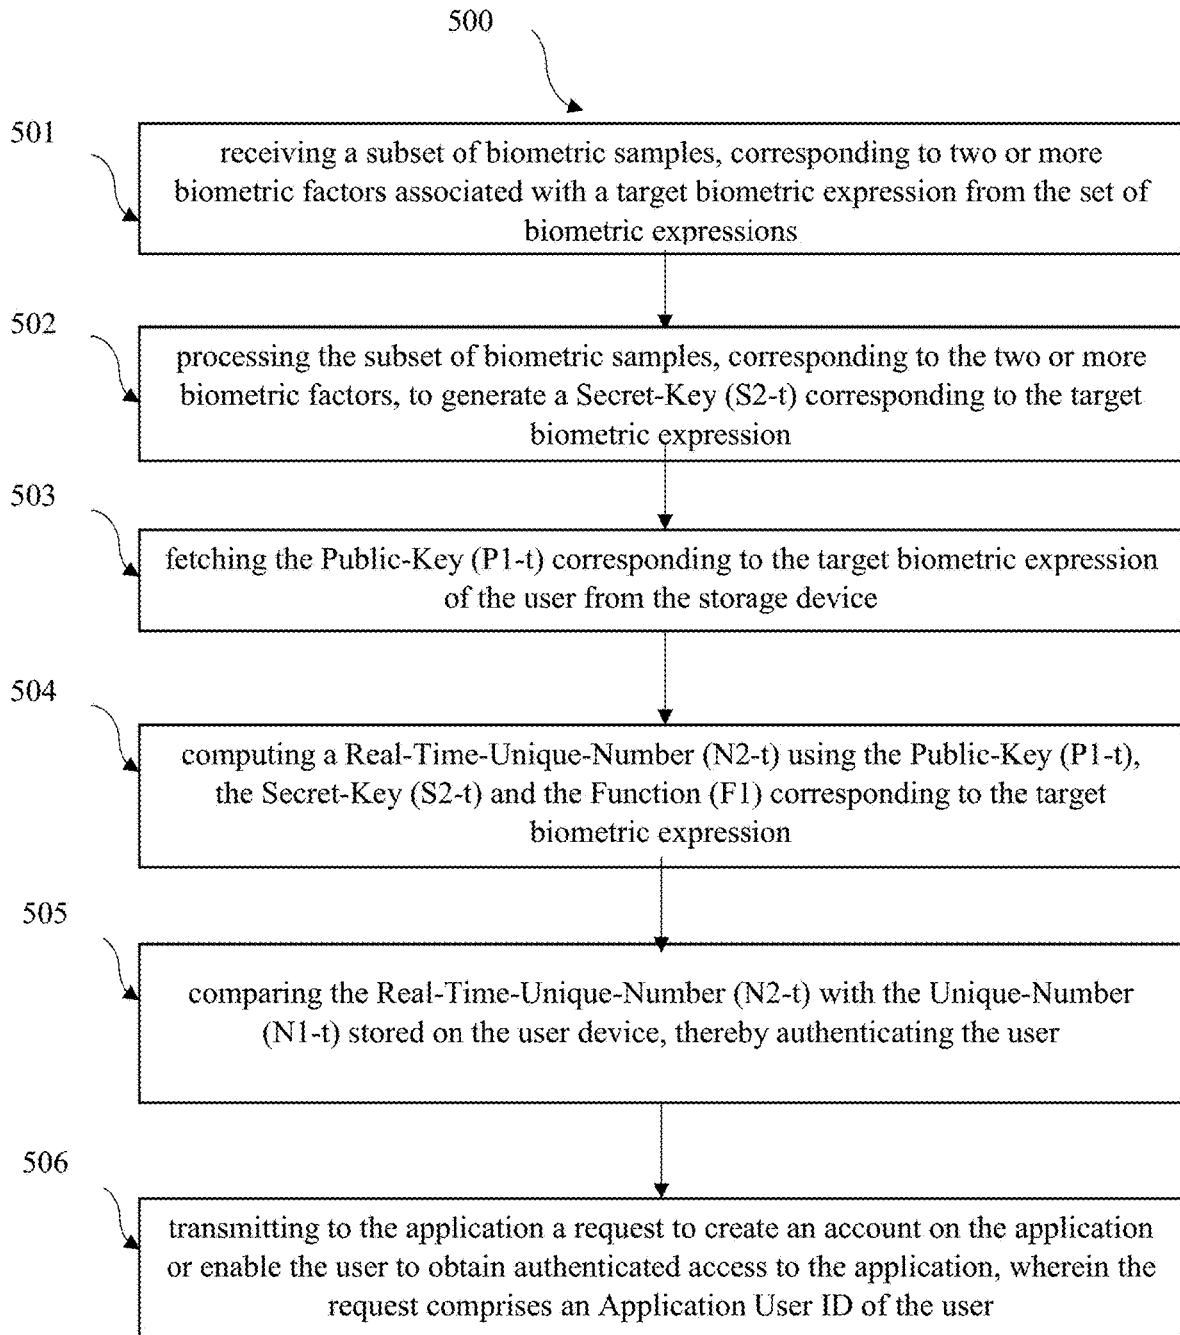 500
501
receiving a subset of biometric samples, corresponding to two or more
biometric factors associated with a target biometric expression from the set of
biometric expressions
502
processing the subset of biometric samples, corresponding to the two or more
biometric factors, to generate a Secret-Key (S2-t) corresponding to the target
biometric expression
503
fetching the Public-Key (P1-t) corresponding to the target biometric expression
of the user from the storage device
504
computing a Real-Time-Unique-Number (N2-t) using the Public-Key (P1-t),
the Secret-Key (S2-t) and the Function (F1) corresponding to the target
biometric expression
505
comparing the Real-Time-Unique-Number (N2-t) with the Unique-Number
(N1-t) stored on the user device, thereby authenticating the user
506
transmitting to the application a request to create an account on the application
or enable the user to obtain authenticated access to the application, wherein the
request comprises an Application User ID of the user